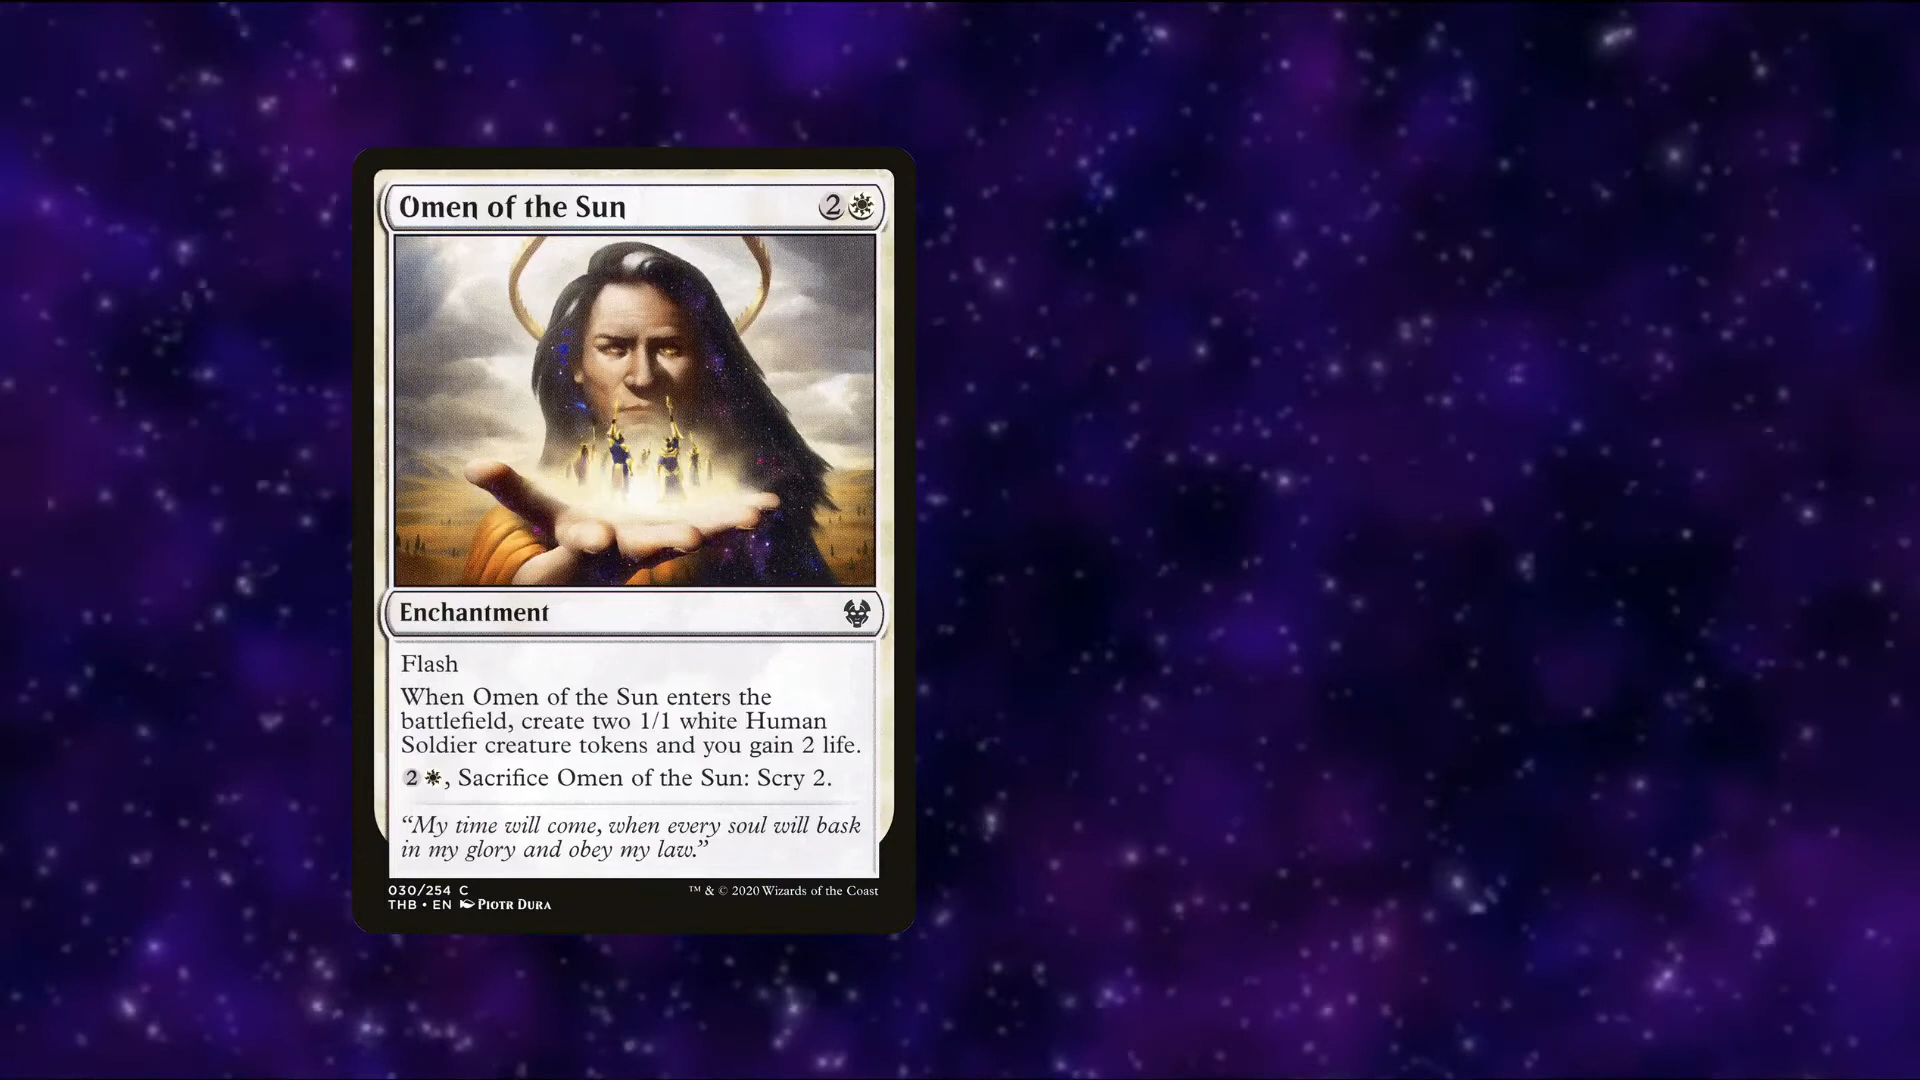 Omen of the Sun 2
Enchantment
Flash
When Omen of the Sun enters the
battlefield, create two 1/1 white Human
Soldier creature tokens and you gain 2 life.
2, Sacrifice Omen of the Sun: Scry 2.
“My time will come, when every soul will bask
in my glory and obey my law.”
030/254 C
™ & © 2020 Wizards of the Coast
THB • EN Piotr Dura